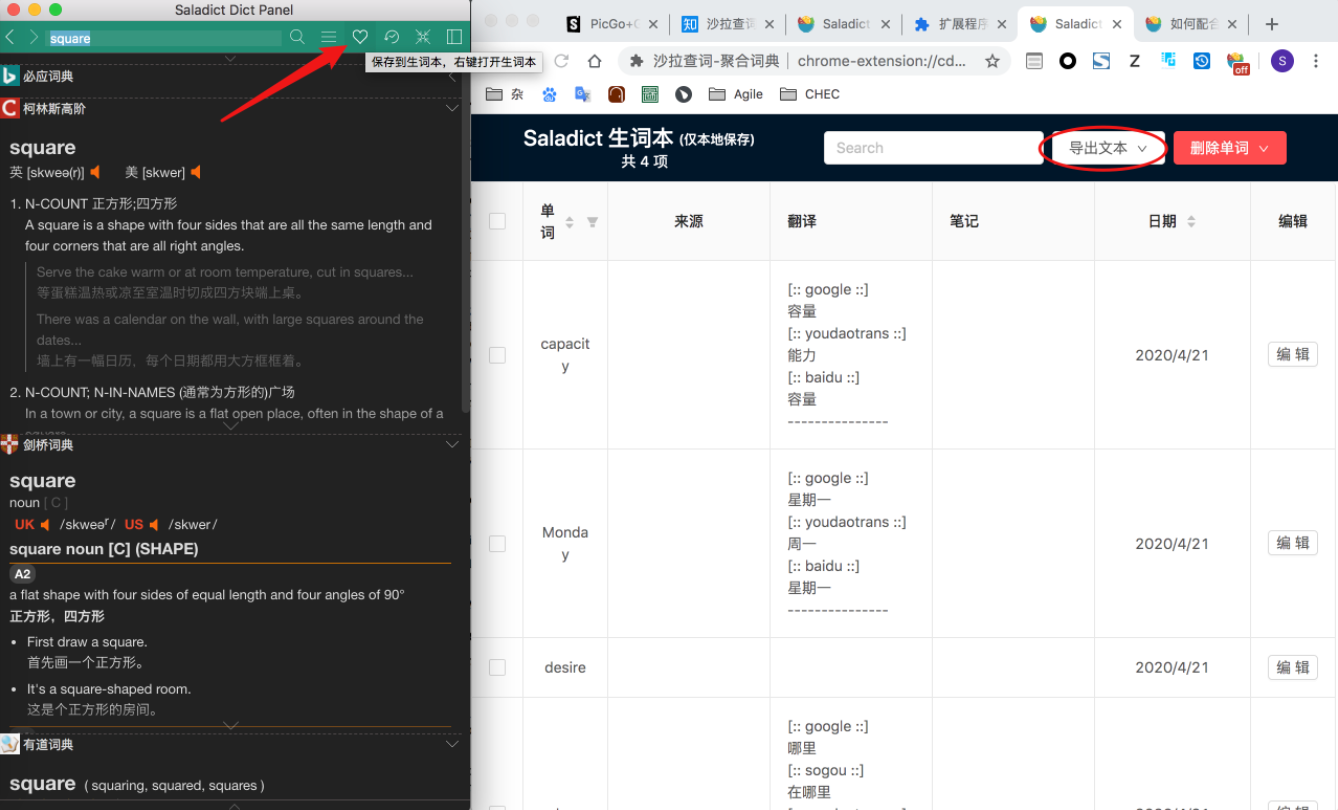 Saladict Dict Panel
square
保存到生词本，右键打开生词本
必应词典
柯林斯高阶
square
英 [skweə(r)] 美 [skwer]
1. N-COUNT 正方形;四方形
A square is a shape with four sides that are all the same length and
four corners that are all right angles.
Serve the cake warm or at room temperature, cut in squares...
等蛋糕温热或凉至室温时切成四方块端上桌。
There was a calendar on the wall, with large squares around the
dates...
墙上有一幅日历，每个日期都用大方框框着。
2. N-COUNT; N-IN-NAMES (通常为方形的)广场
In a town or city, a square is a flat open place, often in the shape of a
剑桥词典
square
noun [ C ]
UK /skweəʳ/ US /skwer/
square noun [C] (SHAPE)
A2
a flat shape with four sides of equal length and four angles of 90°
正方形，四方形
• First draw a square.
首先画一个正方形。
• It's a square-shaped room.
这是个正方形的房间。
有道词典
square ( squaring, squared, squares )
PicGo+
沙拉查词
Saladict
扩展程序
Saladict
如何配合
沙拉查词-聚合词典 | chrome-extension://cd...
off
S
杂
Agile
CHEC
Saladict 生词本 (仅本地保存)
共 4 项
Search
导出文本
删除单词
单词 来源 翻译 笔记 日期 编辑
capacity
[:: google ::]
容量
[:: youdaotrans ::]
能力
[:: baidu ::]
容量
---------------
2020/4/21
编 辑
Monday
[:: google ::]
星期一
[:: youdaotrans ::]
周一
[:: baidu ::]
星期一
---------------
2020/4/21
编 辑
desire
2020/4/21
编 辑
[:: google ::]
哪里
[:: sogou ::]
在哪里